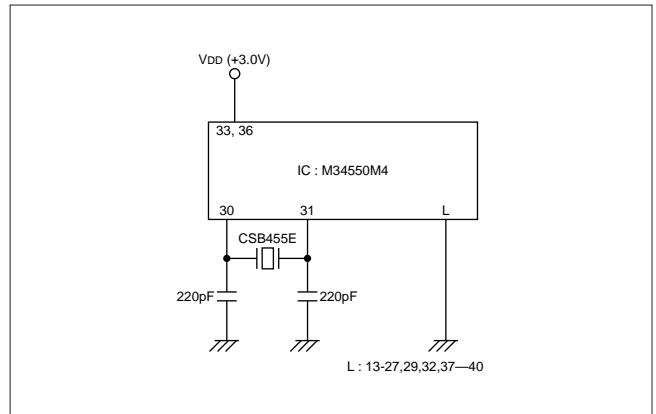 VDD (+3.0V)
33, 36
IC : M34550M4
30 31 L
CSB455E
220pF 220pF
L : 13-27,29,32,37—40